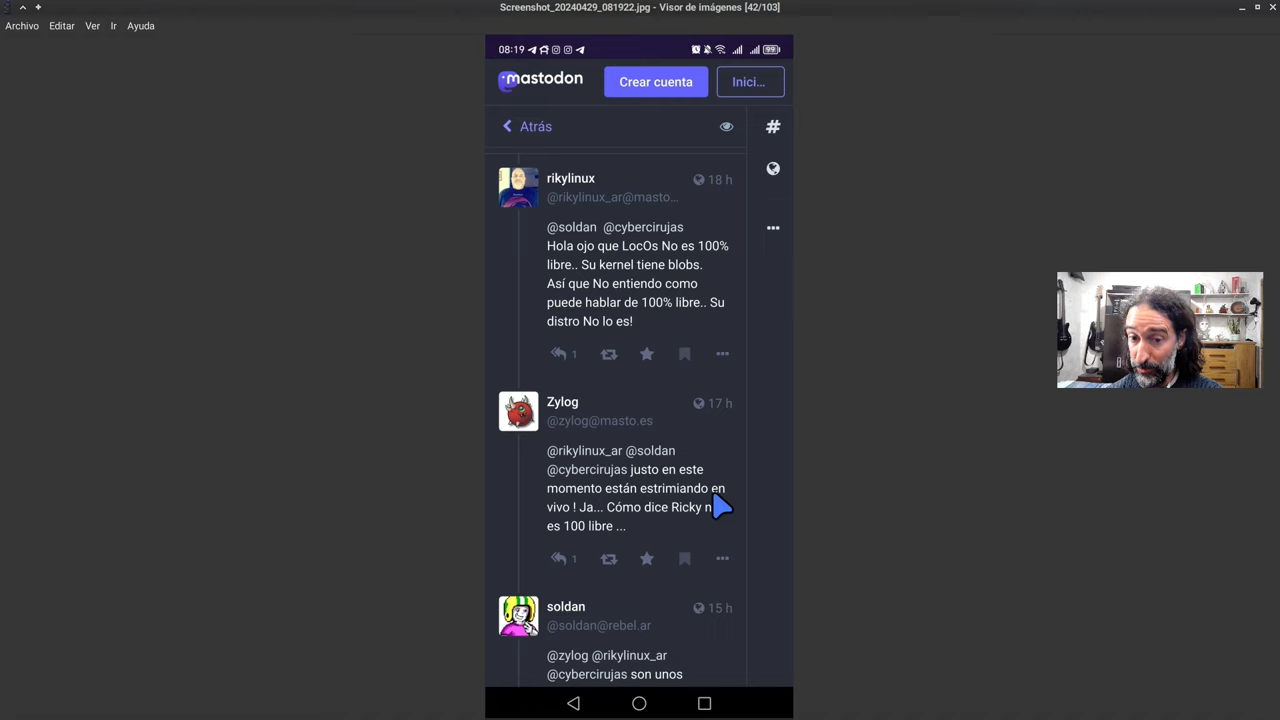 Screenshot_20240429_081922.jpg - Visor de imágenes [42/103]
Archivo Editar Ver Ir Ayuda
08:19 99
mastodon Crear cuenta Inici…
Atrás
rikylinux 18 h
@rikylinux_ar@masto…
@soldan @cybercirujas
Hola ojo que LocOs No es 100%
libre.. Su kernel tiene blobs.
Así que No entiendo como
puede hablar de 100% libre.. Su
distro No lo es!
1
Zylog 17 h
@zylog@masto.es
@rikylinux_ar @soldan
@cybercirujas justo en este
momento están estrimiando en
vivo ! Ja... Cómo dice Ricky
es 100 libre ...
1
soldan 15 h
@soldan@rebel.ar
@zylog @rikylinux_ar
@cybercirujas son unos